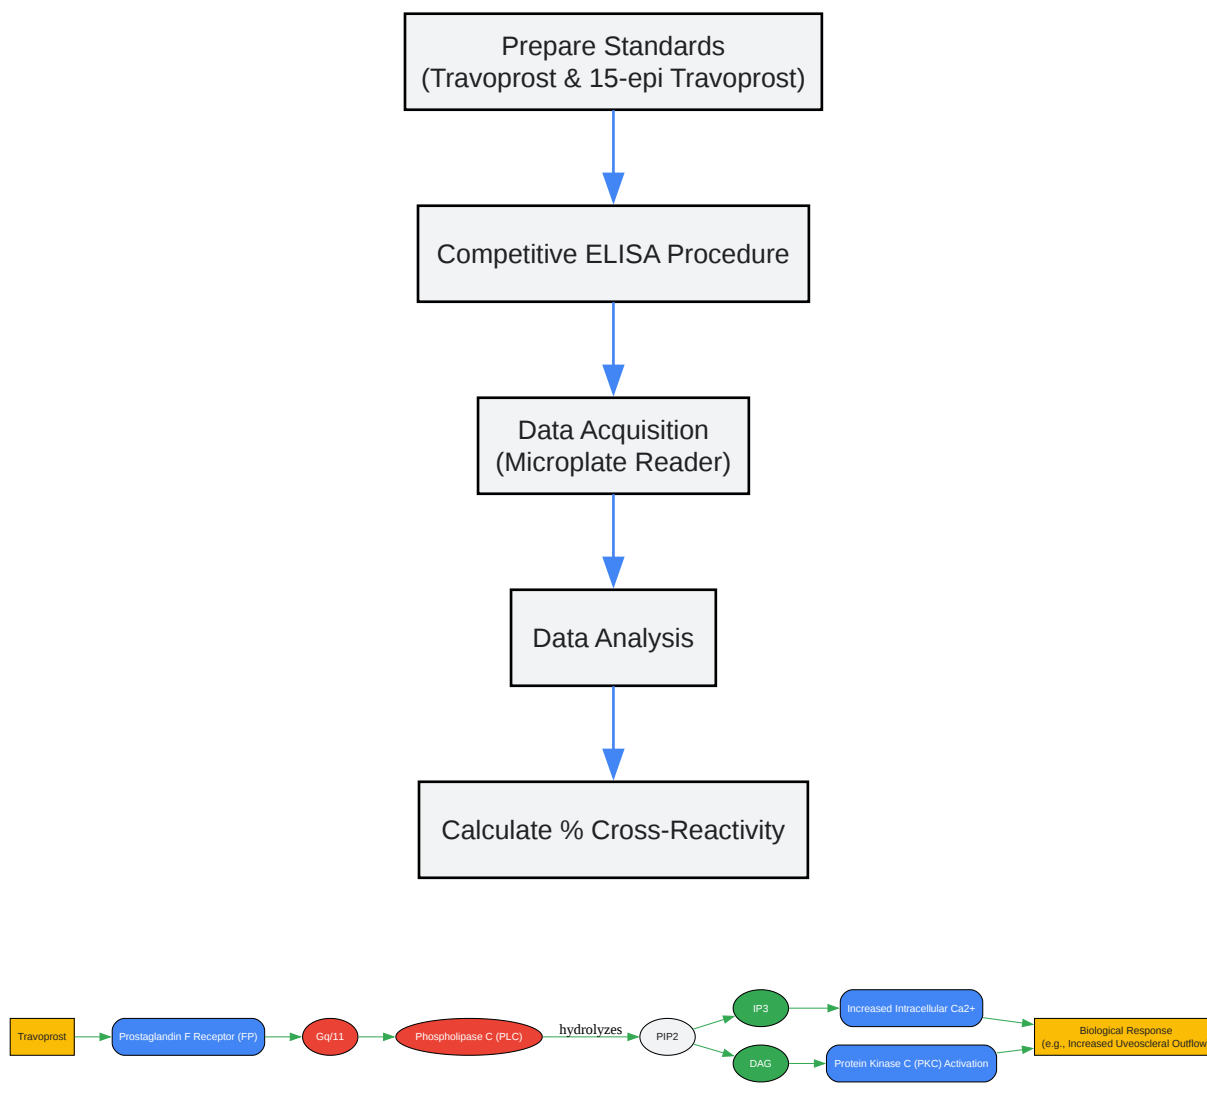 Prepare Standards
(Travoprost & 15-epi Travoprost)
Competitive ELISA Procedure
Data Acquisition
(Microplate Reader)
Data Analysis
Calculate % Cross-Reactivity
Travoprost
Prostaglandin F Receptor (FP)
Gq/11
Phospholipase C (PLC)
hydrolyzes
PIP2
IP3
Increased Intracellular Ca2+
DAG
Protein Kinase C (PKC) Activation
Biological Response
(e.g., Increased Uveoscleral Outflow